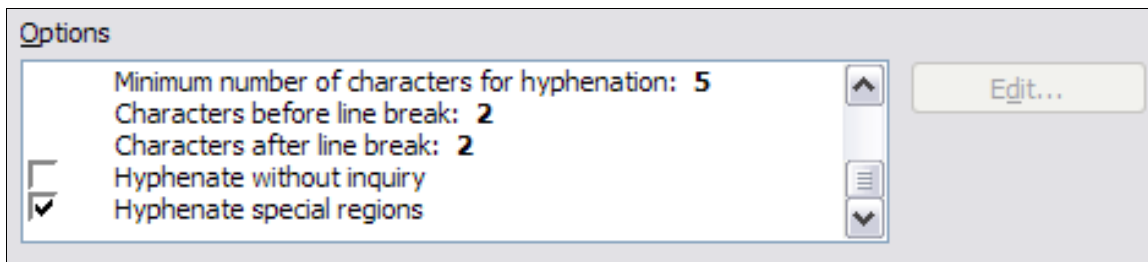 Options
Minimum number of characters for hyphenation: 5
Edit...
Characters before line break: 2
Characters after line break: 2
Hyphenate without inquiry
Hyphenate special regions